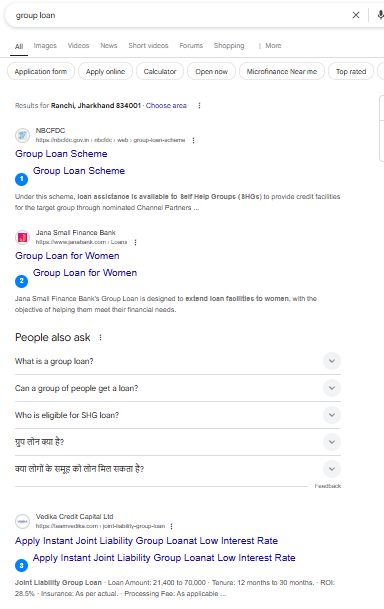 group loan
All Images Videos News Short videos Forums Shopping More
Application form Apply online Calculator Open now Microfinance Near me Top rated
Results for Ranchi, Jharkhand 834001 · Choose area
NBCFDC
https://nbcfdc.gov.in › nbcfdc › web › group-loan-scheme
Group Loan Scheme
1 Group Loan Scheme
Under this scheme, loan assistance is available to Self Help Groups (SHGs) to provide credit facilities
for the target group through nominated Channel Partners ...
Jana Small Finance Bank
https://www.janabank.com › Loans
Group Loan for Women
2 Group Loan for Women
Jana Small Finance Bank's Group Loan is designed to extend loan facilities to women, with the
objective of helping them meet their financial needs.
People also ask
What is a group loan?
Can a group of people get a loan?
Who is eligible for SHG loan?
ग्रुप लोन क्या है?
क्या लोगों के समूह को लोन मिल सकता है?
Feedback
Vedika Credit Capital Ltd
https://teamvedika.com › joint-liability-group-loan
Apply Instant Joint Liability Group Loanat Low Interest Rate
3 Apply Instant Joint Liability Group Loanat Low Interest Rate
Joint Liability Group Loan · Loan Amount: 21,400 to 70,000 · Tenure: 12 months to 30 months. · ROI:
28.5% · Insurance: As per actual. · Processing Fee: As applicable ...